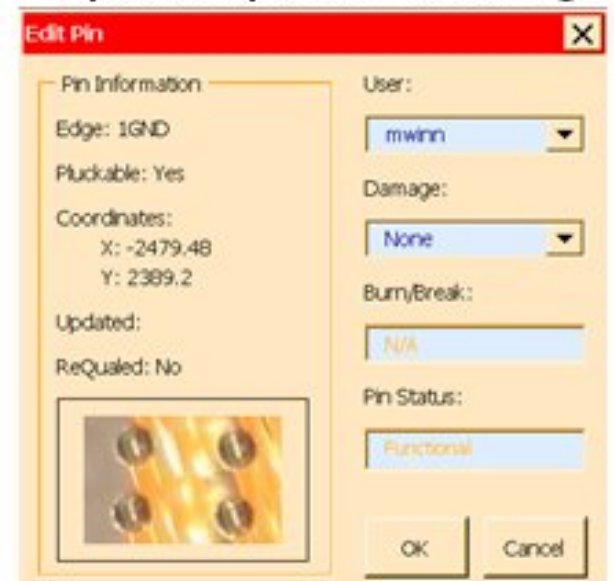 Edit Pin
Pin Information
Edge: 1GND
Pluckable: Yes
Coordinates:
X: -2479.48
Y: 2389.2
Updated:
ReQualed: No
User:
mwinn
Damage:
None
Burn/Break:
N/A
Pin Status:
Functional
OK
Cancel